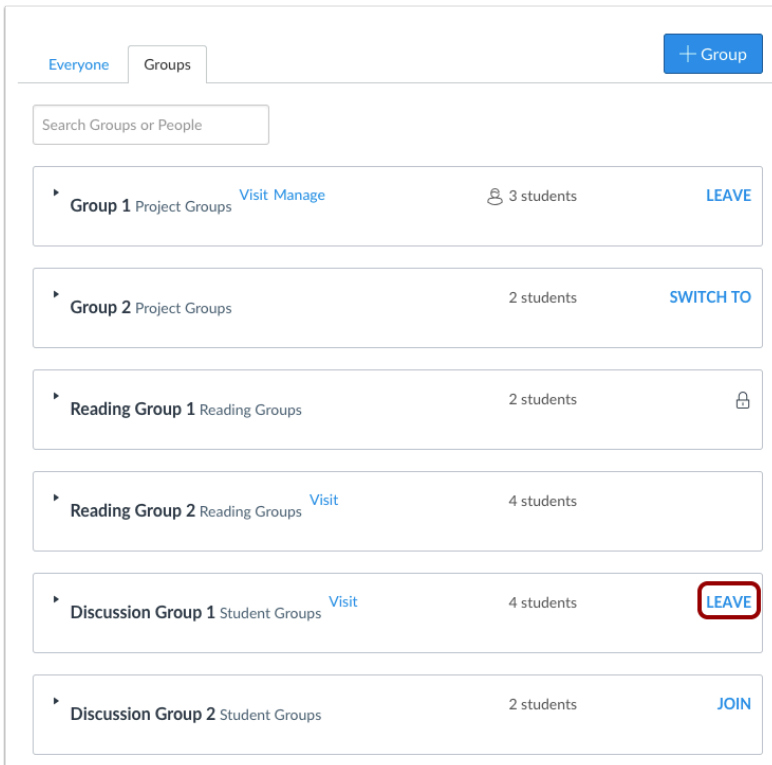 Everyone Groups + Group
Search Groups or People
Group 1 Project Groups Visit Manage 3 students LEAVE
Group 2 Project Groups 2 students SWITCH TO
Reading Group 1 Reading Groups 2 students
Reading Group 2 Reading Groups Visit 4 students
Discussion Group 1 Student Groups Visit 4 students LEAVE
Discussion Group 2 Student Groups 2 students JOIN